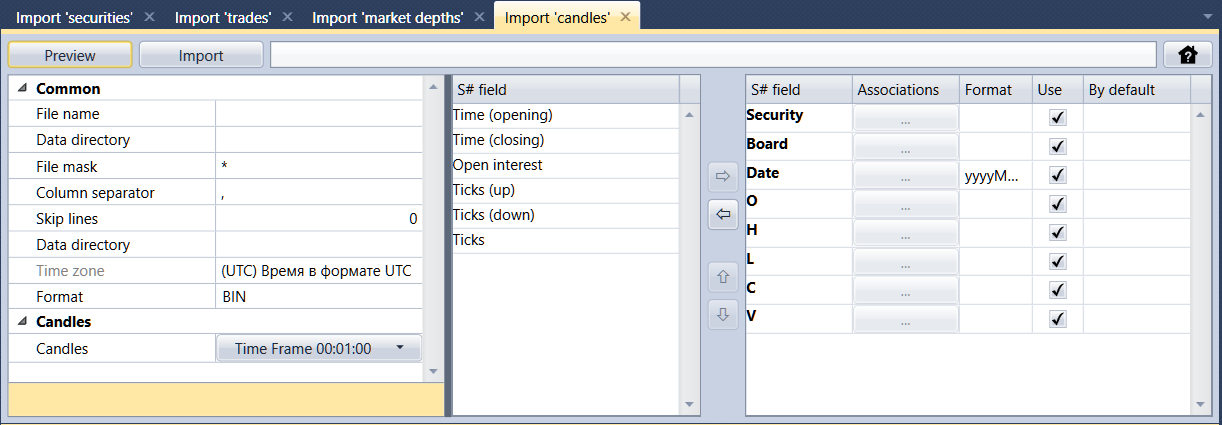 Import 'securities' Import 'trades' Import 'market depths' Import 'candles'
Preview Import
Common
File name
Data directory
File mask *
Column separator ,
Skip lines 0
Data directory
Time zone (UTC) Время в формате UTC
Format BIN
Candles
Candles Time Frame 00:01:00
S# field
Time (opening)
Time (closing)
Open interest
Ticks (up)
Ticks (down)
Ticks
S# field Associations Format Use By default
Security ...
Board ...
Date ... yyyyM...
O ...
H ...
L ...
C ...
V ...